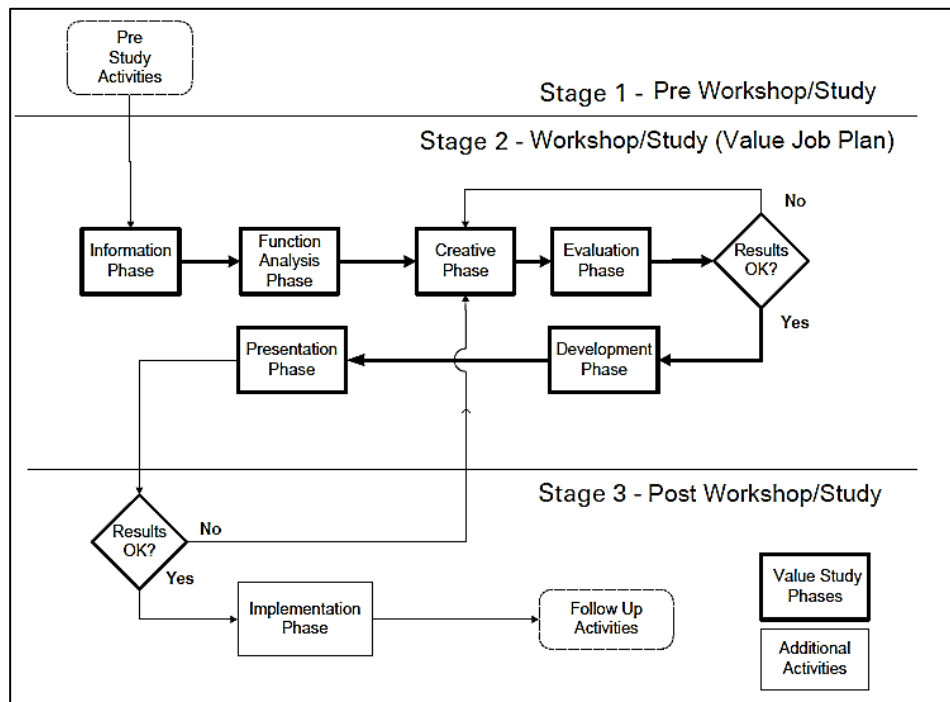 Pre
Study
Activities
Stage 1 - Pre Workshop/Study
Stage 2 - Workshop/Study (Value Job Plan)
No
Information
Phase
Function
Analysis
Phase
Creative
Phase
Evaluation
Phase
Results
OK?
Yes
Presentation
Phase
Development
Phase
Stage 3 - Post Workshop/Study
Results
OK?
No
Yes
Implementation
Phase
Follow Up
Activities
Value Study
Phases
Additional
Activities